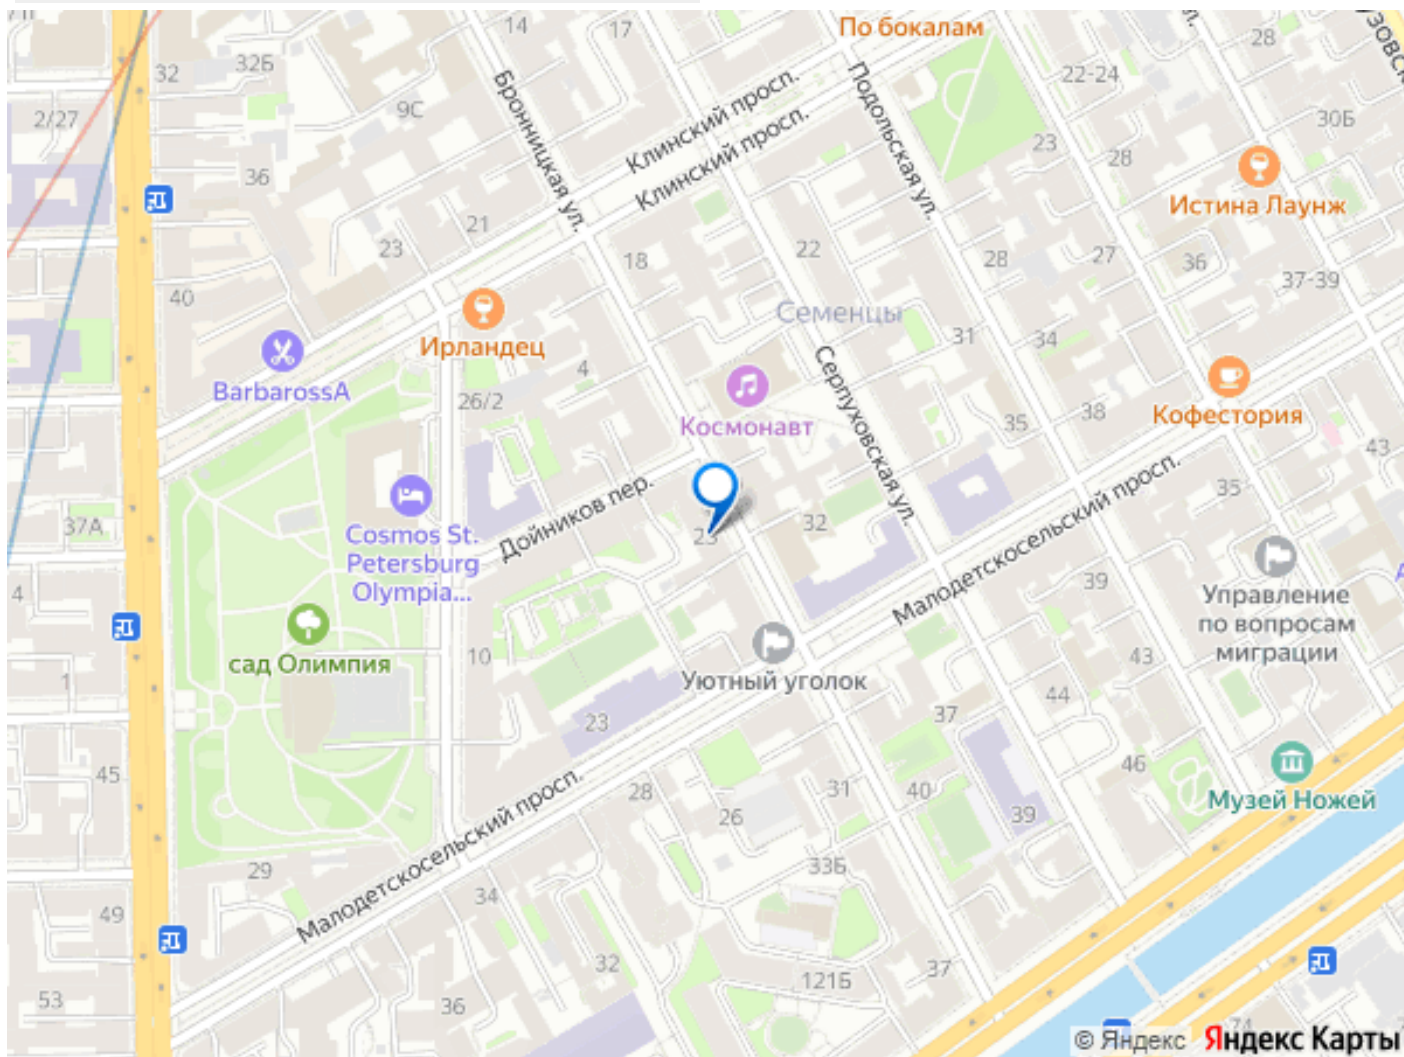 14
17
По бокалам
28
32
32Б
9С
22-24
2/27
30Б
Бронницкая ул.
Клинский просп.
Клинский просп.
Подольская ул.
23
28
36
Истина Лаунж
21
23
18
22
28
27
36
37-39
40
Ирландец
Семенцы
31
34
BarbarossA
4
26/2
Космонавт
Серпуховская ул.
35
38
Кофестория
43
37А
Cosmos St.
Petersburg
Olympia...
Дойников пер.
23
32
35
Малодетскосельский просп.
39
Управление
по вопросам
миграции
4
сад Олимпия
10
Уютный уголок
43
1
44
23
37
45
46
Музей Ножей
28
26
31
40
39
Малодетскосельский просп.
29
34
33Б
49
32
121Б
37
53
36
74
© Яндекс Яндекс Карты